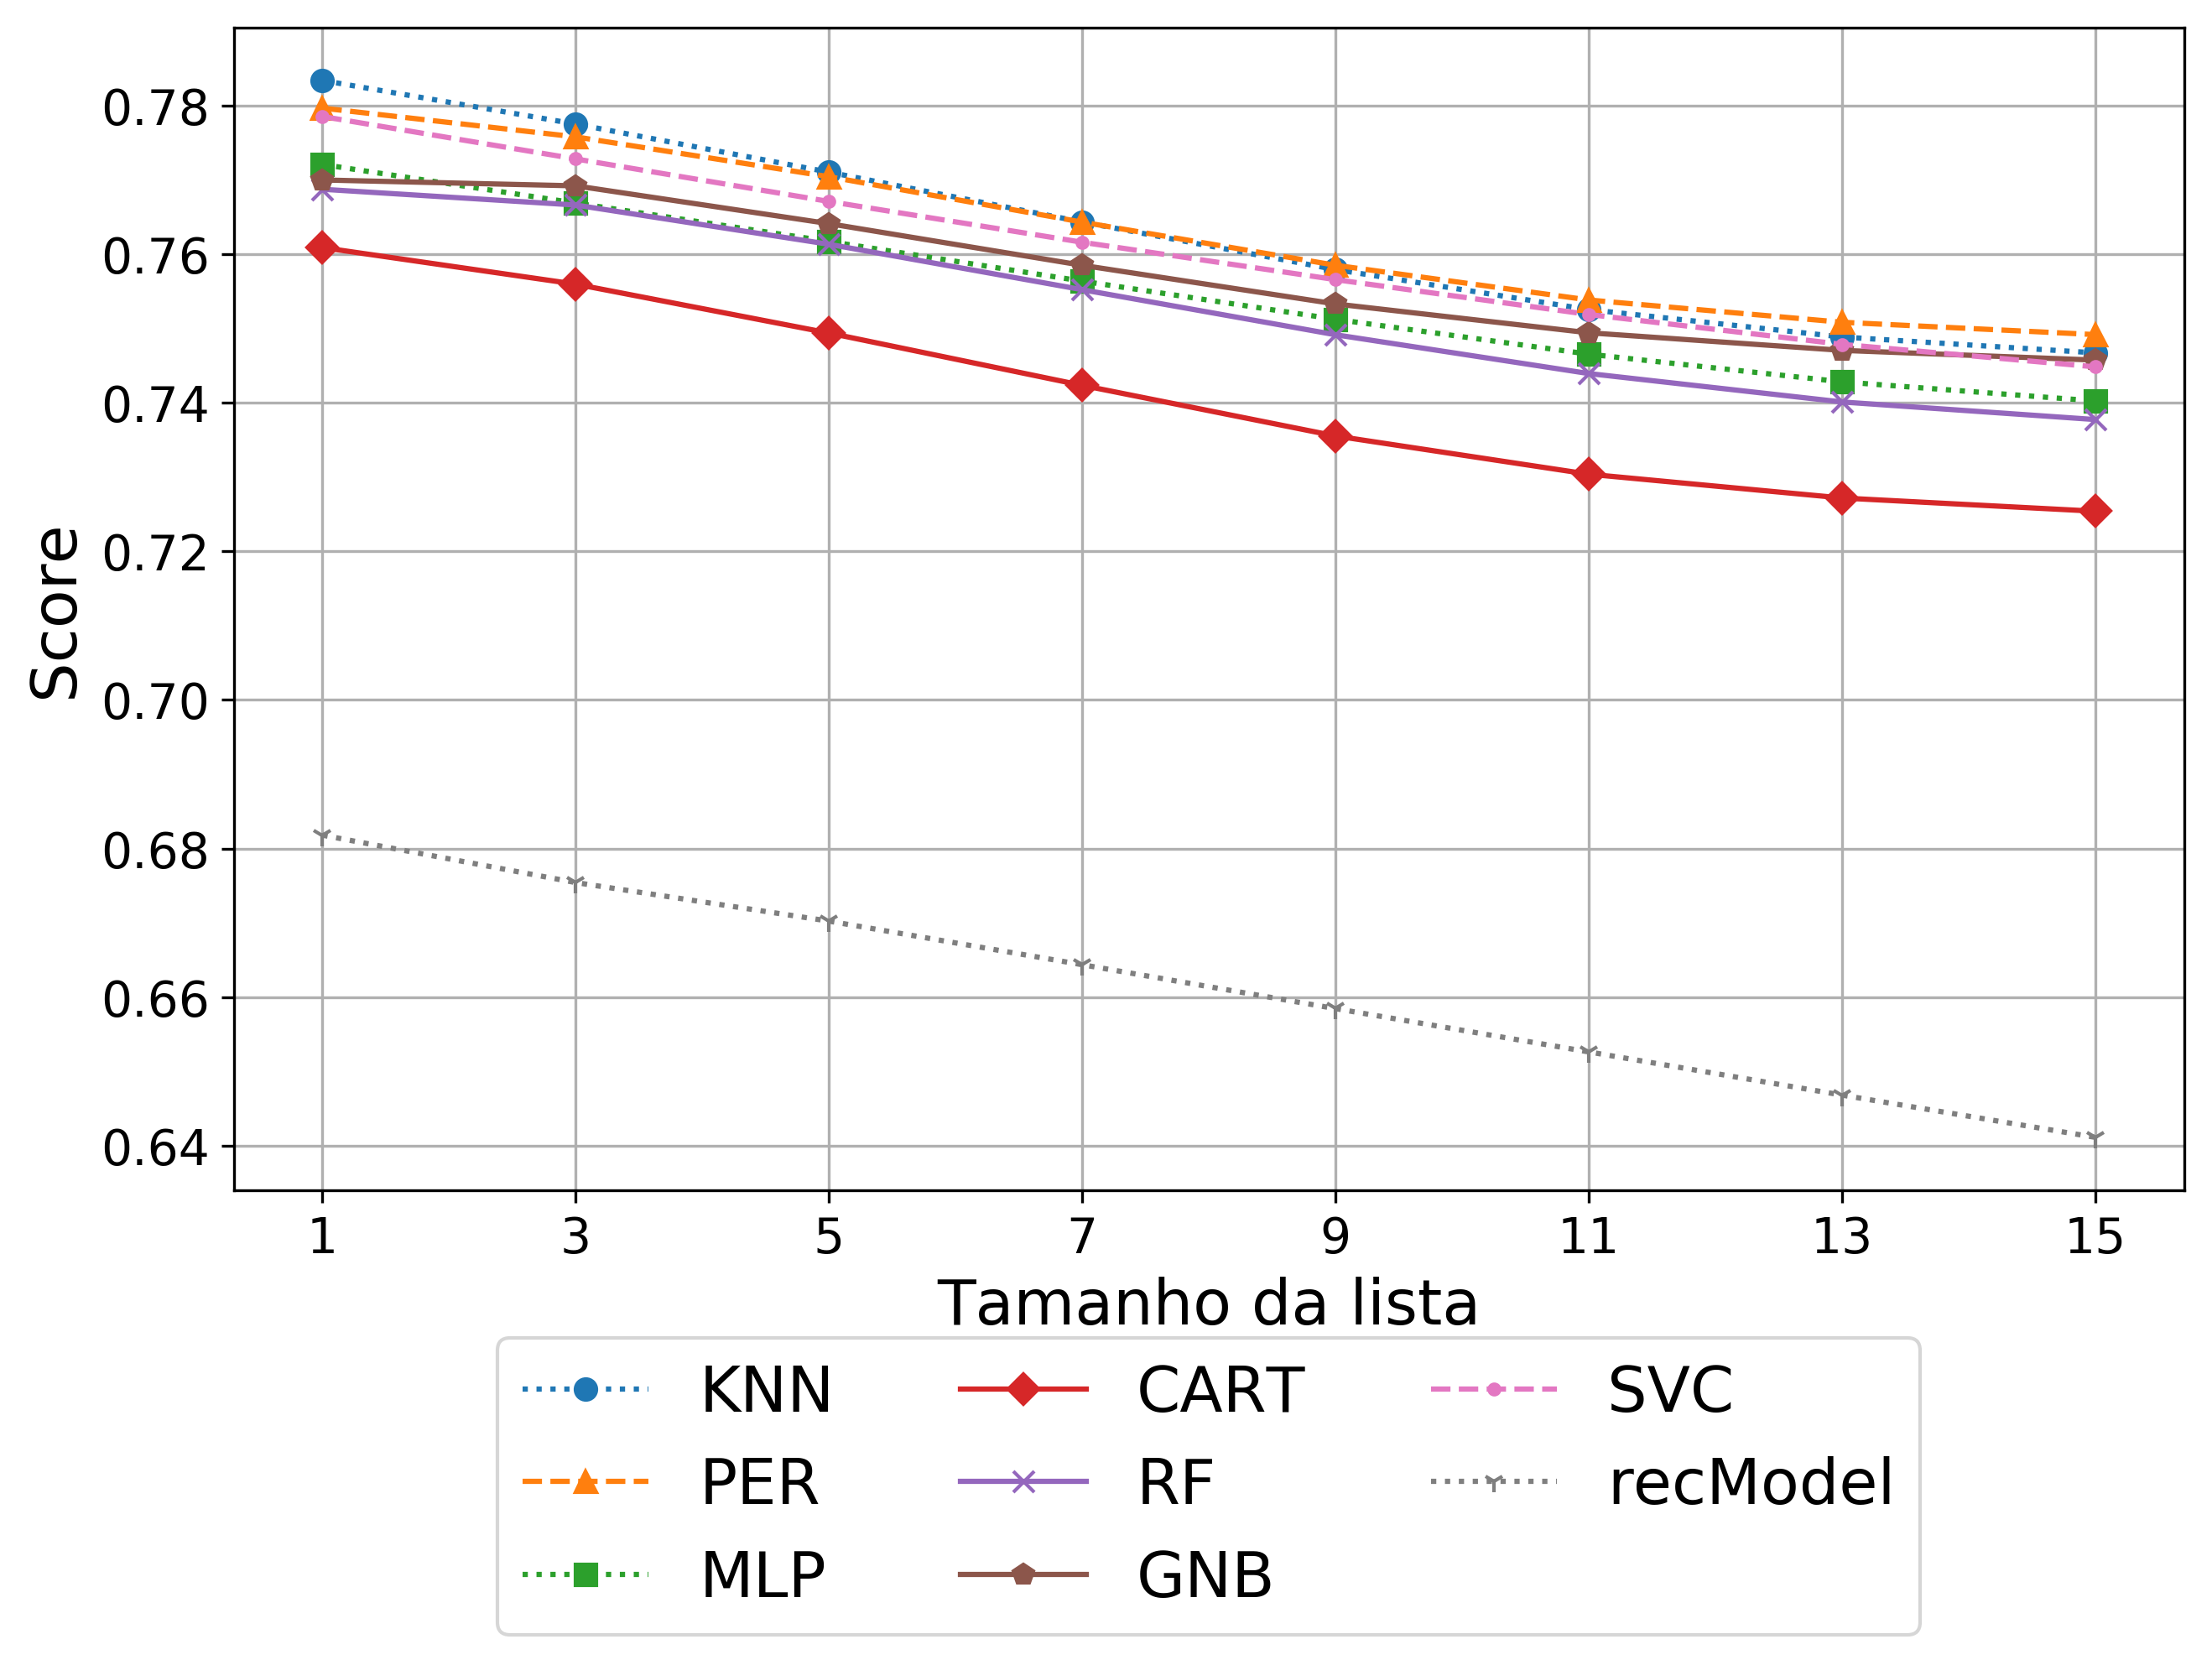 0.78
0.76
0.74
0.72
0.70
0.68
0.66
0.64
Score
1 3 5 7 9 11 13 15
Tamanho da lista
KNN CART SVC
PER RF recModel
MLP GNB